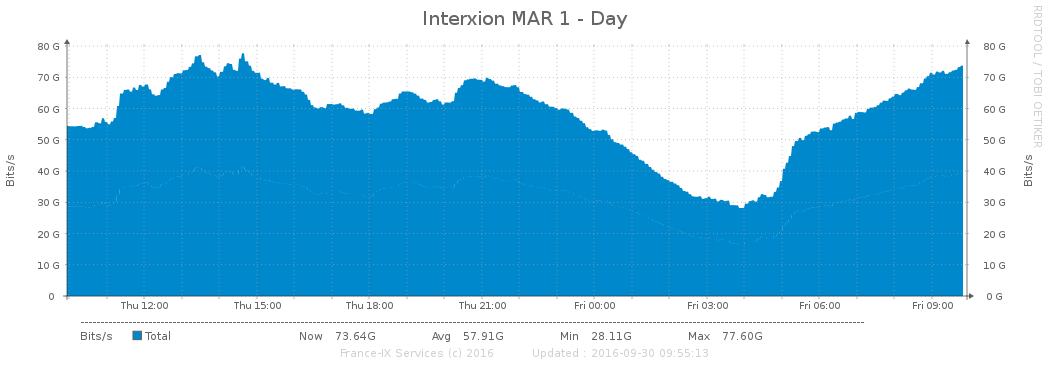 Interxion MAR 1 - Day
RRDTOOL / TOBI OETIKER
Bits/s
Bits/s
80 G 80 G
70 G 70 G
60 G 60 G
50 G 50 G
40 G 40 G
30 G 30 G
20 G 20 G
10 G 10 G
0 0 G
Thu 12:00 Thu 15:00 Thu 18:00 Thu 21:00 Fri 00:00 Fri 03:00 Fri 06:00 Fri 09:00
Bits/s Total Now 73.64G Avg 57.91G Min 28.11G Max 77.60G
France-IX Services (c) 2016 Updated : 2016-09-30 09:55:13